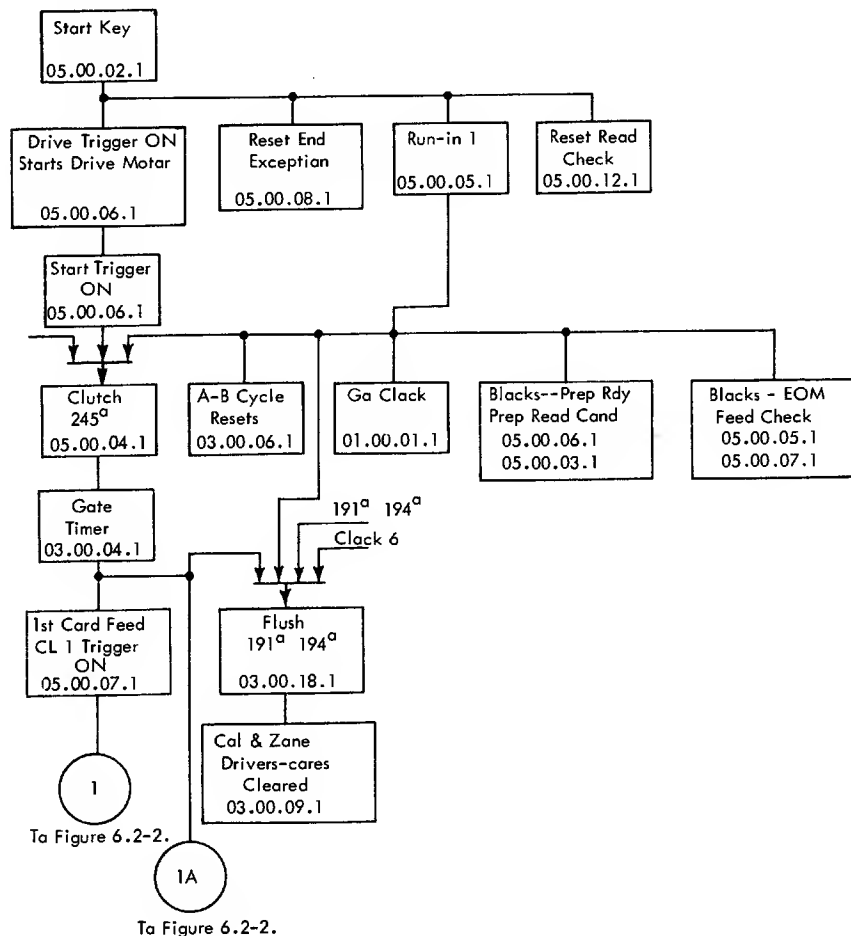 Start Key
05.00.02.1
Drive Trigger ON
Starts Drive Motar
05.00.06.1
Reset End
Exceptian
05.00.08.1
Run-in 1
05.00.05.1
Reset Read
Check
05.00.12.1
Start Trigger
ON
05.00.06.1
Clutch
245ª
05.00.04.1
A-B Cycle
Resets
03.00.06.1
Ga Clack
01.00.01.1
Blacks--Prep Rdy
Prep Read Cand
05.00.06.1
05.00.03.1
Blacks - EOM
Feed Check
05.00.05.1
05.00.07.1
Gate
Timer
03.00.04.1
191ª 194ª
Clack 6
1st Card Feed
CL 1 Trigger
ON
05.00.07.1
Flush
191ª 194ª
03.00.18.1
Cal & Zane
Drivers-cares
Cleared
03.00.09.1
1
Ta Figure 6.2-2.
1A
Ta Figure 6.2-2.